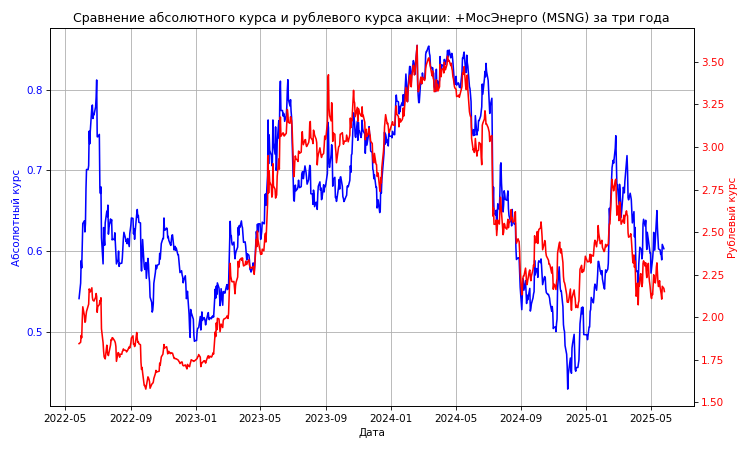 Сравнение абсолютного курса и рублевого курса акции: +МосЭнерго (MSNG) за три года
Абсолютный курс
0.8
0.7
0.6
0.5
3.50
3.25
3.00
2.75
2.50
2.25
2.00
1.75
1.50
Рублевый курс
2022-05 2022-09 2023-01 2023-05 2023-09 2024-01 2024-05 2024-09 2025-01 2025-05
Дата